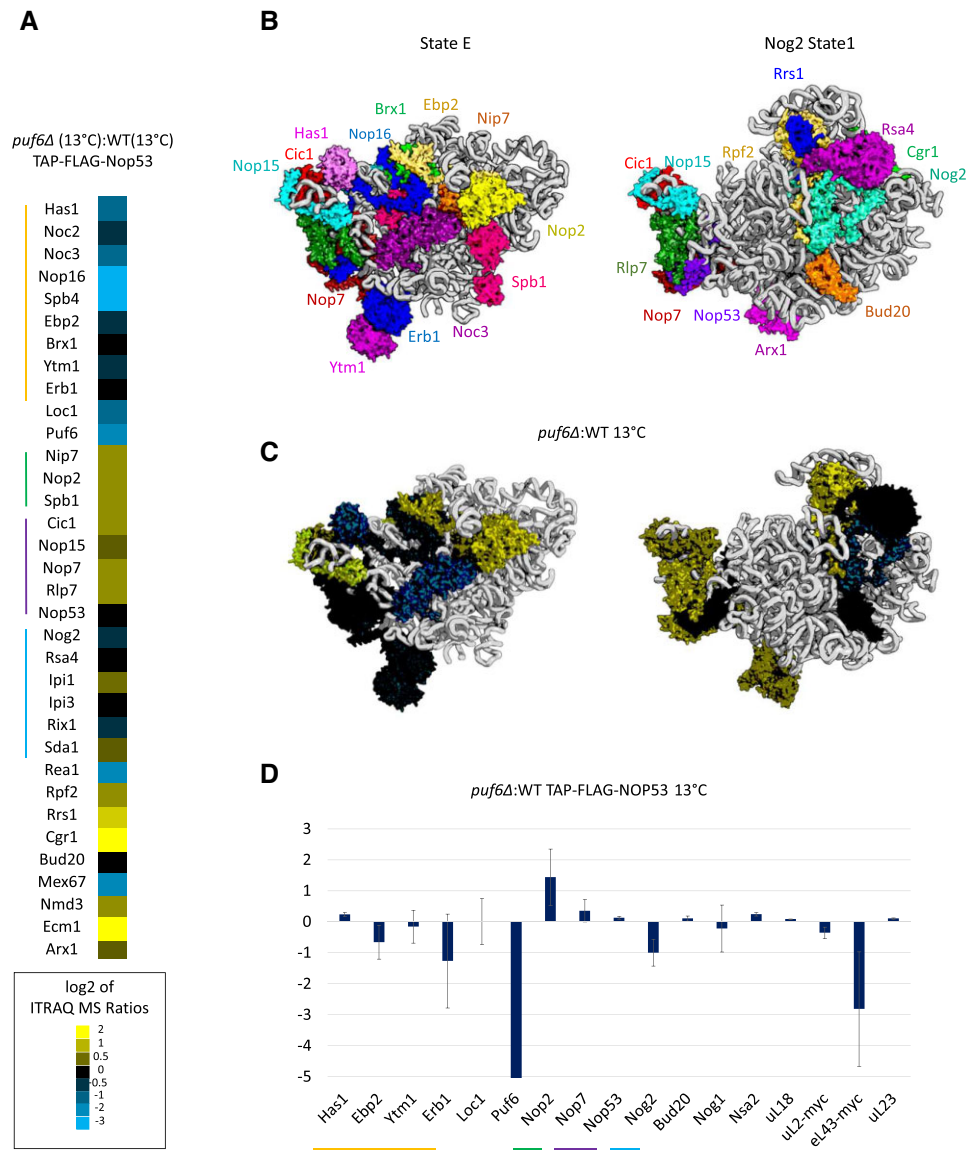 A
puf6Δ (13°C):WT(13°C)
TAP-FLAG-Nop53
Has1
Noc2
Noc3
Nop16
Spb4
Ebp2
Brx1
Ytm1
Erb1
Loc1
Puf6
Nip7
Nop2
Spb1
Cic1
Nop15
Nop7
Rlp7
Nop53
Nog2
Rsa4
Ipi1
Ipi3
Rix1
Sda1
Rea1
Rpf2
Rrs1
Cgr1
Bud20
Mex67
Nmd3
Ecm1
Arx1
log2 of
ITRAQ MS Ratios
2
1
0.5
0
-0.5
-1
-2
-3
B
State E
Brx1
Ebp2
Nip7
Has1
Nop16
Cic1
Nop15
Nop2
Spb1
Nop7
Erb1
Noc3
Ytm1
Nog2 State1
Rrs1
Rsa4
Cgr1
Nog2
Cic1
Nop15
Rpf2
Rlp7
Nop7
Nop53
Bud20
Arx1
C
puf6Δ:WT 13°C
D
puf6Δ:WT TAP-FLAG-NOP53 13°C
3
2
1
0
-1
-2
-3
-4
-5
Has1
Ebp2
Ytm1
Erb1
Loc1
Puf6
Nop2
Nop7
Nop53
Nog2
Bud20
Nog1
Nsa2
uL18
uL2-myc
eL43-myc
uL23